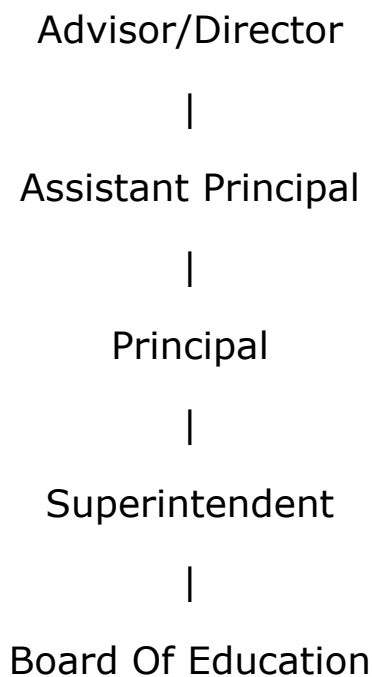 Advisor/Director
|
Assistant Principal
|
Principal
|
Superintendent
|
Board Of Education